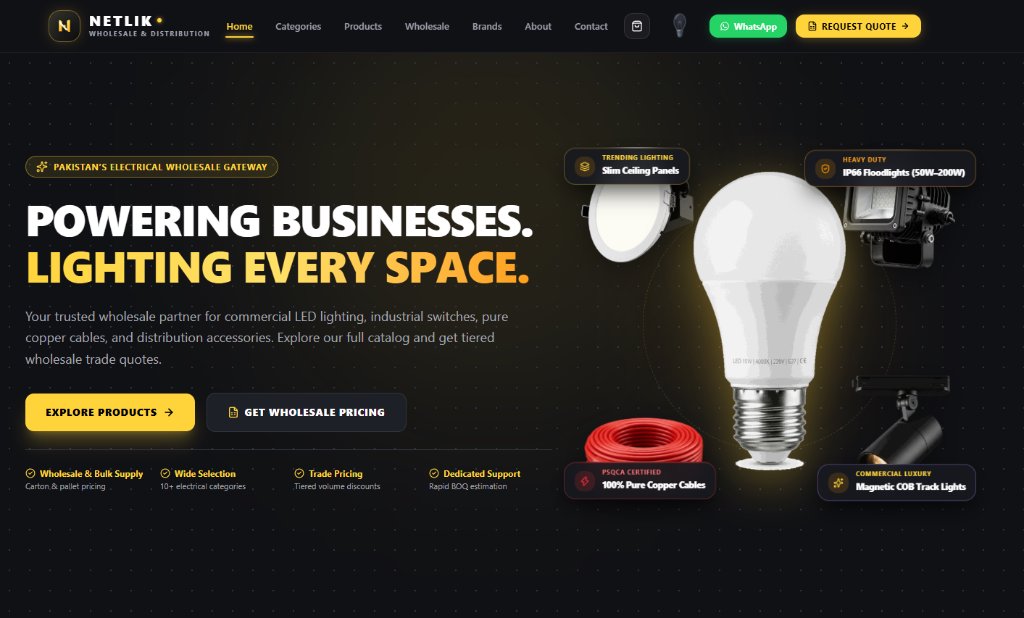 N
NETLIK
WHOLESALE & DISTRIBUTION
Home
Categories
Products
Wholesale
Brands
About
Contact
WhatsApp
REQUEST QUOTE →
PAKISTAN'S ELECTRICAL WHOLESALE GATEWAY
POWERING BUSINESSES.
LIGHTING EVERY SPACE.
Your trusted wholesale partner for commercial LED lighting, industrial switches, pure
copper cables, and distribution accessories. Explore our full catalog and get tiered
wholesale trade quotes.
EXPLORE PRODUCTS →
GET WHOLESALE PRICING
Wholesale & Bulk Supply
Carton & pallet pricing
Wide Selection
10+ electrical categories
Trade Pricing
Tiered volume discounts
Dedicated Support
Rapid BOQ estimation
TRENDING LIGHTING
Slim Ceiling Panels
HEAVY DUTY
IP66 Floodlights (50W–200W)
PSQCA CERTIFIED
100% Pure Copper Cables
COMMERCIAL LUXURY
Magnetic COB Track Lights